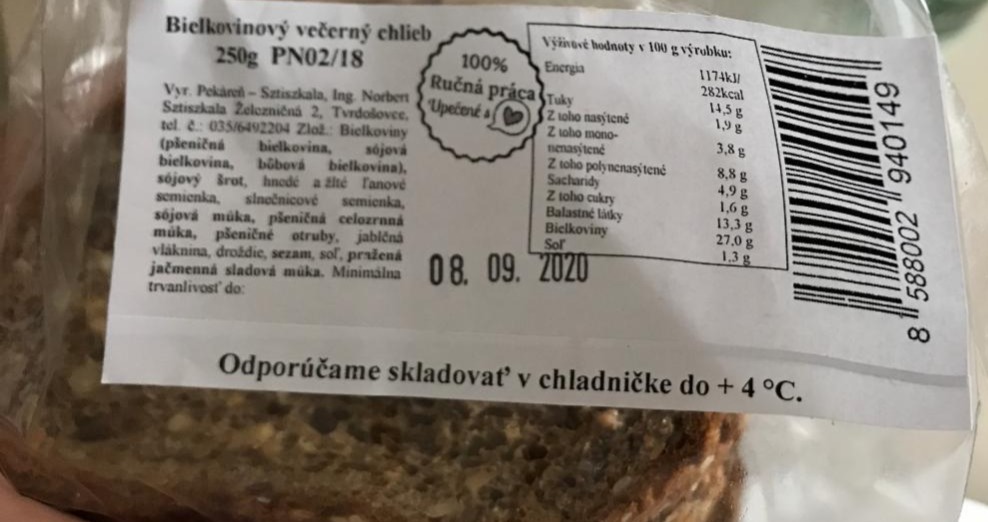 Bielkovinový večerný chlieb
250g PN02/18
Vyr. Pekáreň – Sztiszkala, Ing. Norbert
Sztiszkala Železničná 2, Tvrdošovce,
tel. č.: 035/6492204 Zlož.: Bielkoviny
(pšeničná bielkovina, sójová
bielkovina, bôbová bielkovina),
sójový šrot, hnedé a žlté ľanové
semienka, slnečnicové semienka,
sójová múka, pšeničná celozrnná
múka, pšeničné otruby, jablčná
vláknina, droždie, sezam, soľ, pražená
jačmenná sladová múka. Minimálna
trvanlivosť do:
100%
Ručná práca
Upečené s
08. 09. 2020
Výživové hodnoty v 100 g výrobku:
Energia 1174kJ/
282kcal
Tuky 14,5 g
Z toho nasýtené 1,9 g
Z toho mono-
nenasýtené 3,8 g
Z toho polynenasýtené 8,8 g
Sacharidy 4,9 g
Z toho cukry 1,6 g
Balastné látky 13,3 g
Bielkoviny 27,0 g
Soľ 1,3 g
8 588002 940149
Odporúčame skladovať v chladničke do + 4 °C.